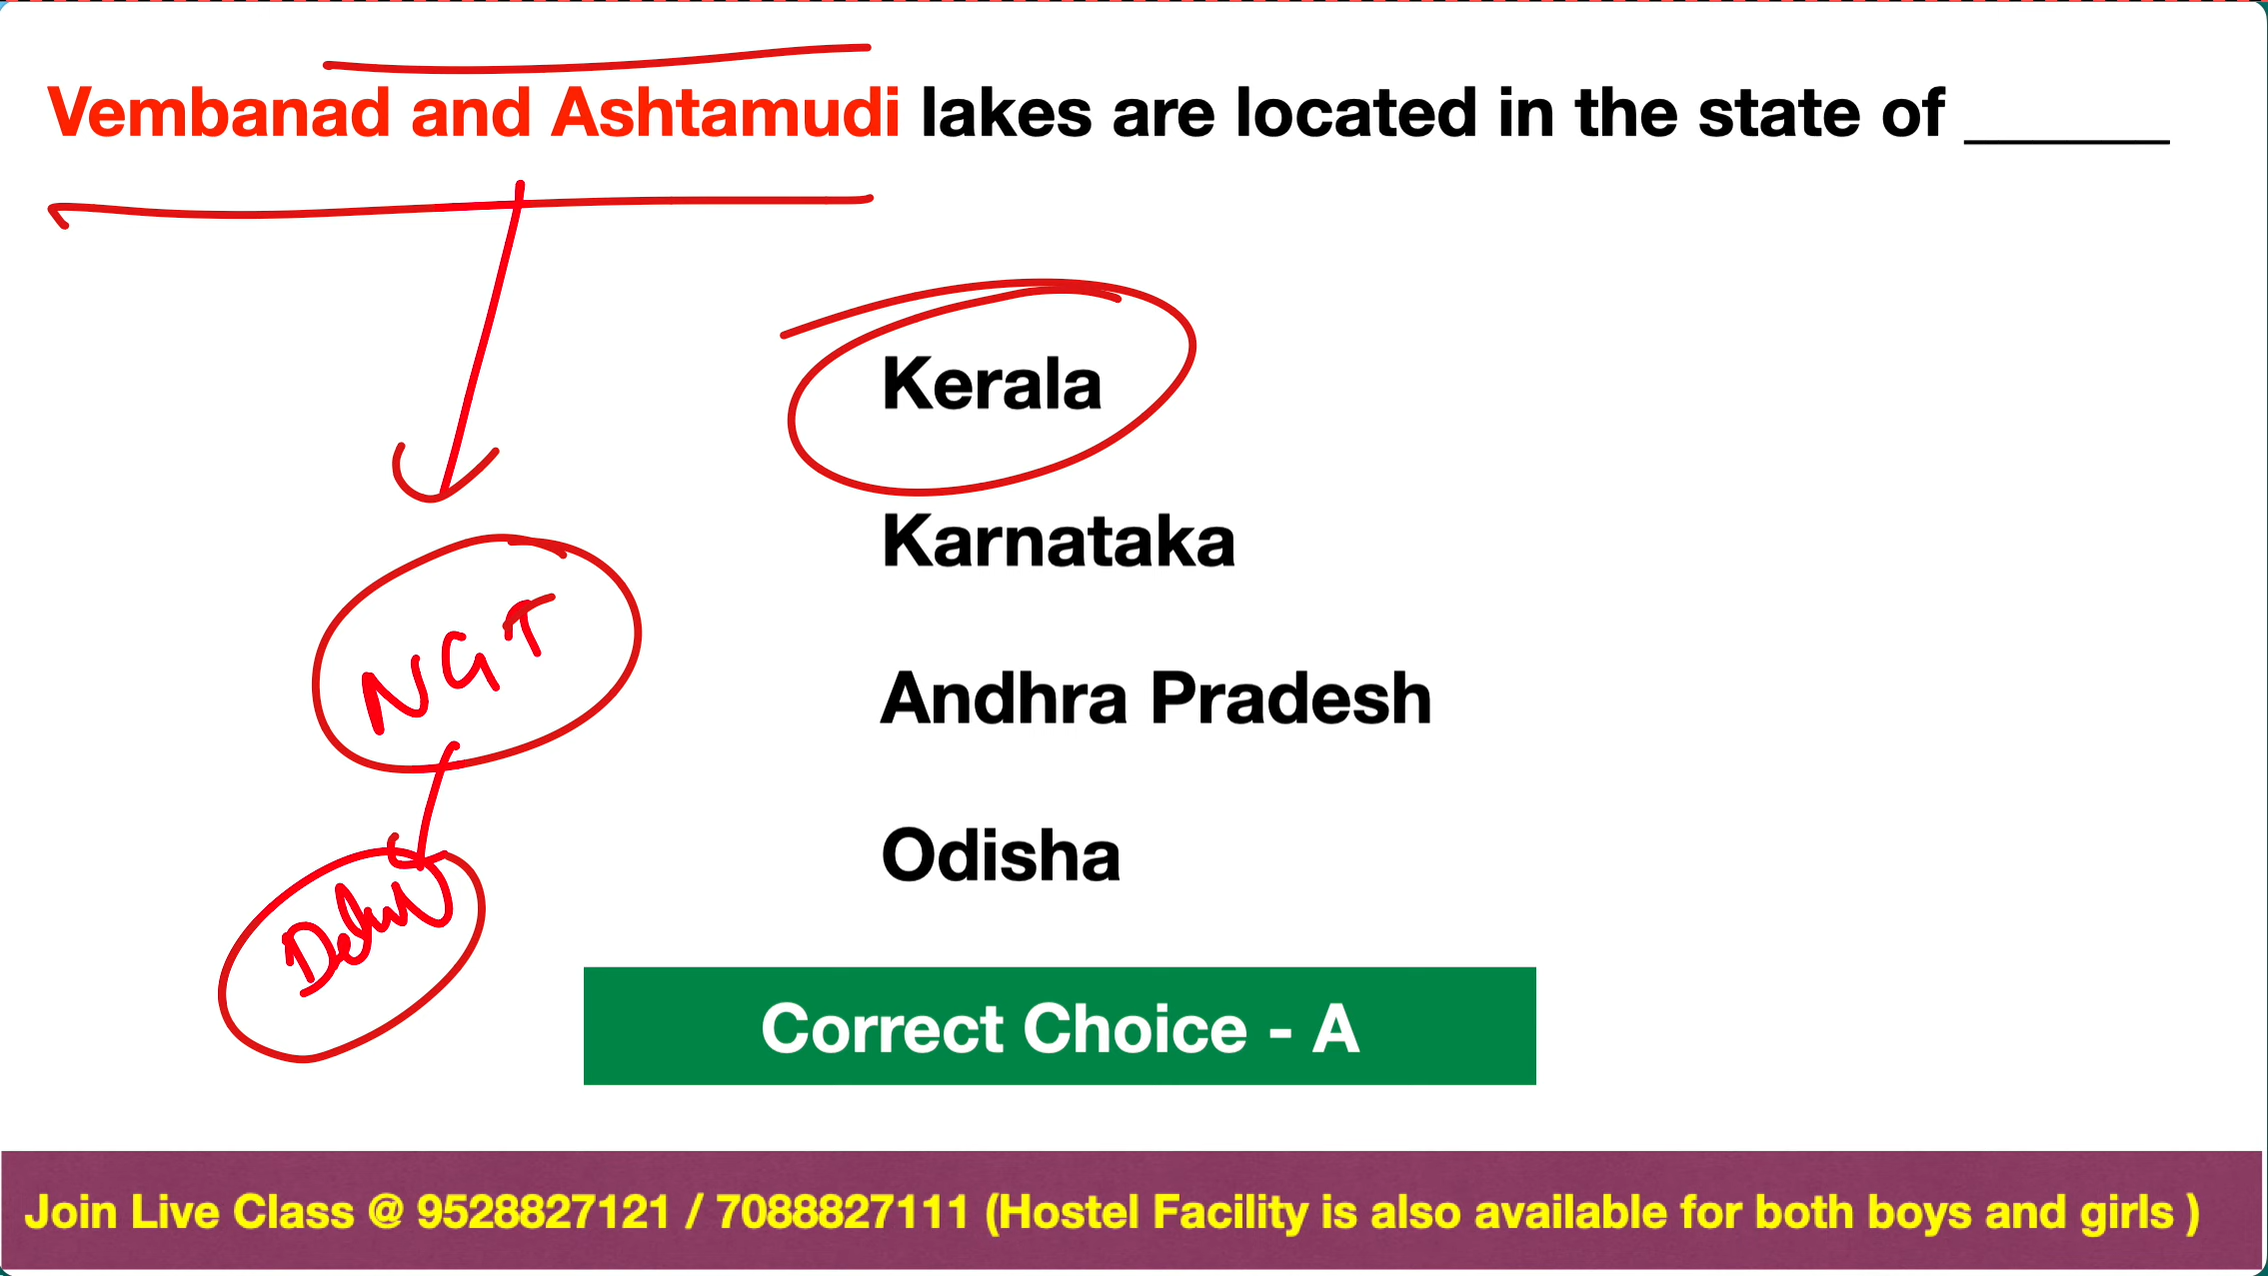 Vembanad and Ashtamudi lakes are located in the state of ______
Kerala
Karnataka
Andhra Pradesh
Odisha
NGT
Delhi
Correct Choice - A
Join Live Class @ 9528827121 / 7088827111 (Hostel Facility is also available for both boys and girls )